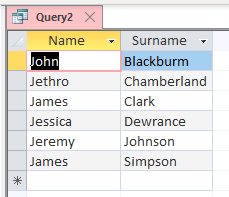 Query2
Name Surname
John Blackburm
Jethro Chamberland
James Clark
Jessica Dewrance
Jeremy Johnson
James Simpson